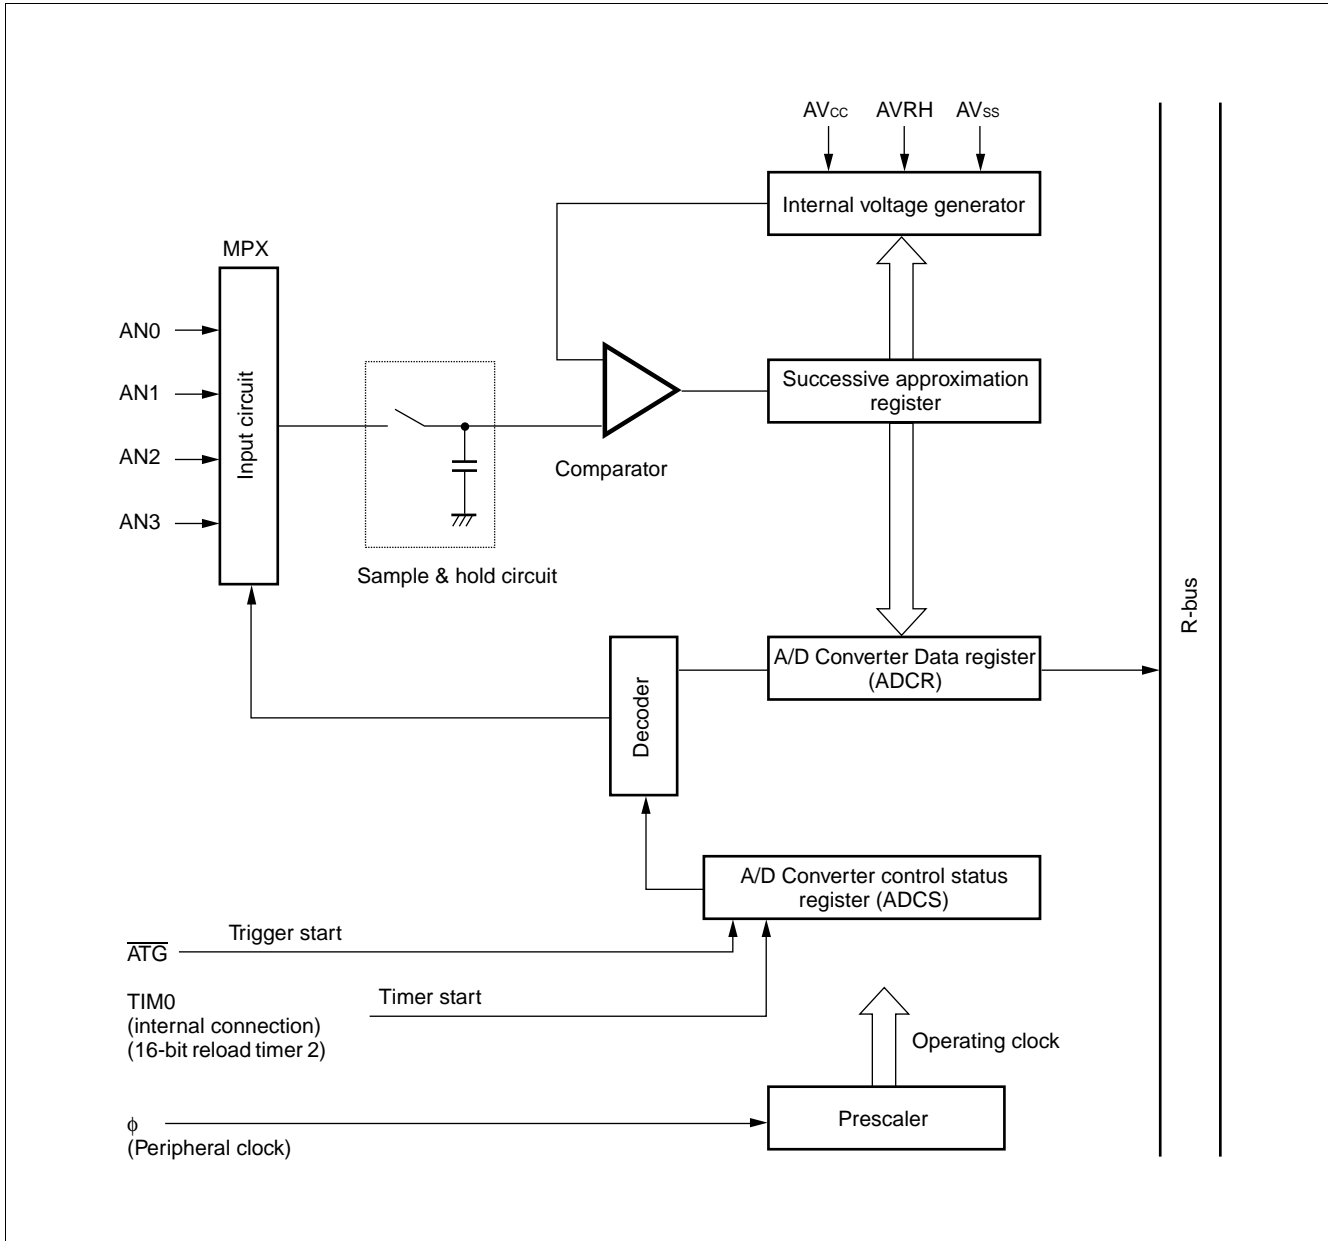 AVCC AVRH AVSS
Internal voltage generator
MPX
AN0
AN1
AN2
AN3
Input circuit
Sample & hold circuit
Comparator
Successive approximation
register
R-bus
Decoder
A/D Converter Data register
(ADCR)
A/D Converter control status
register (ADCS)
ATG
Trigger start
TIM0
(internal connection)
(16-bit reload timer 2)
Timer start
Operating clock
Prescaler
ϕ
(Peripheral clock)